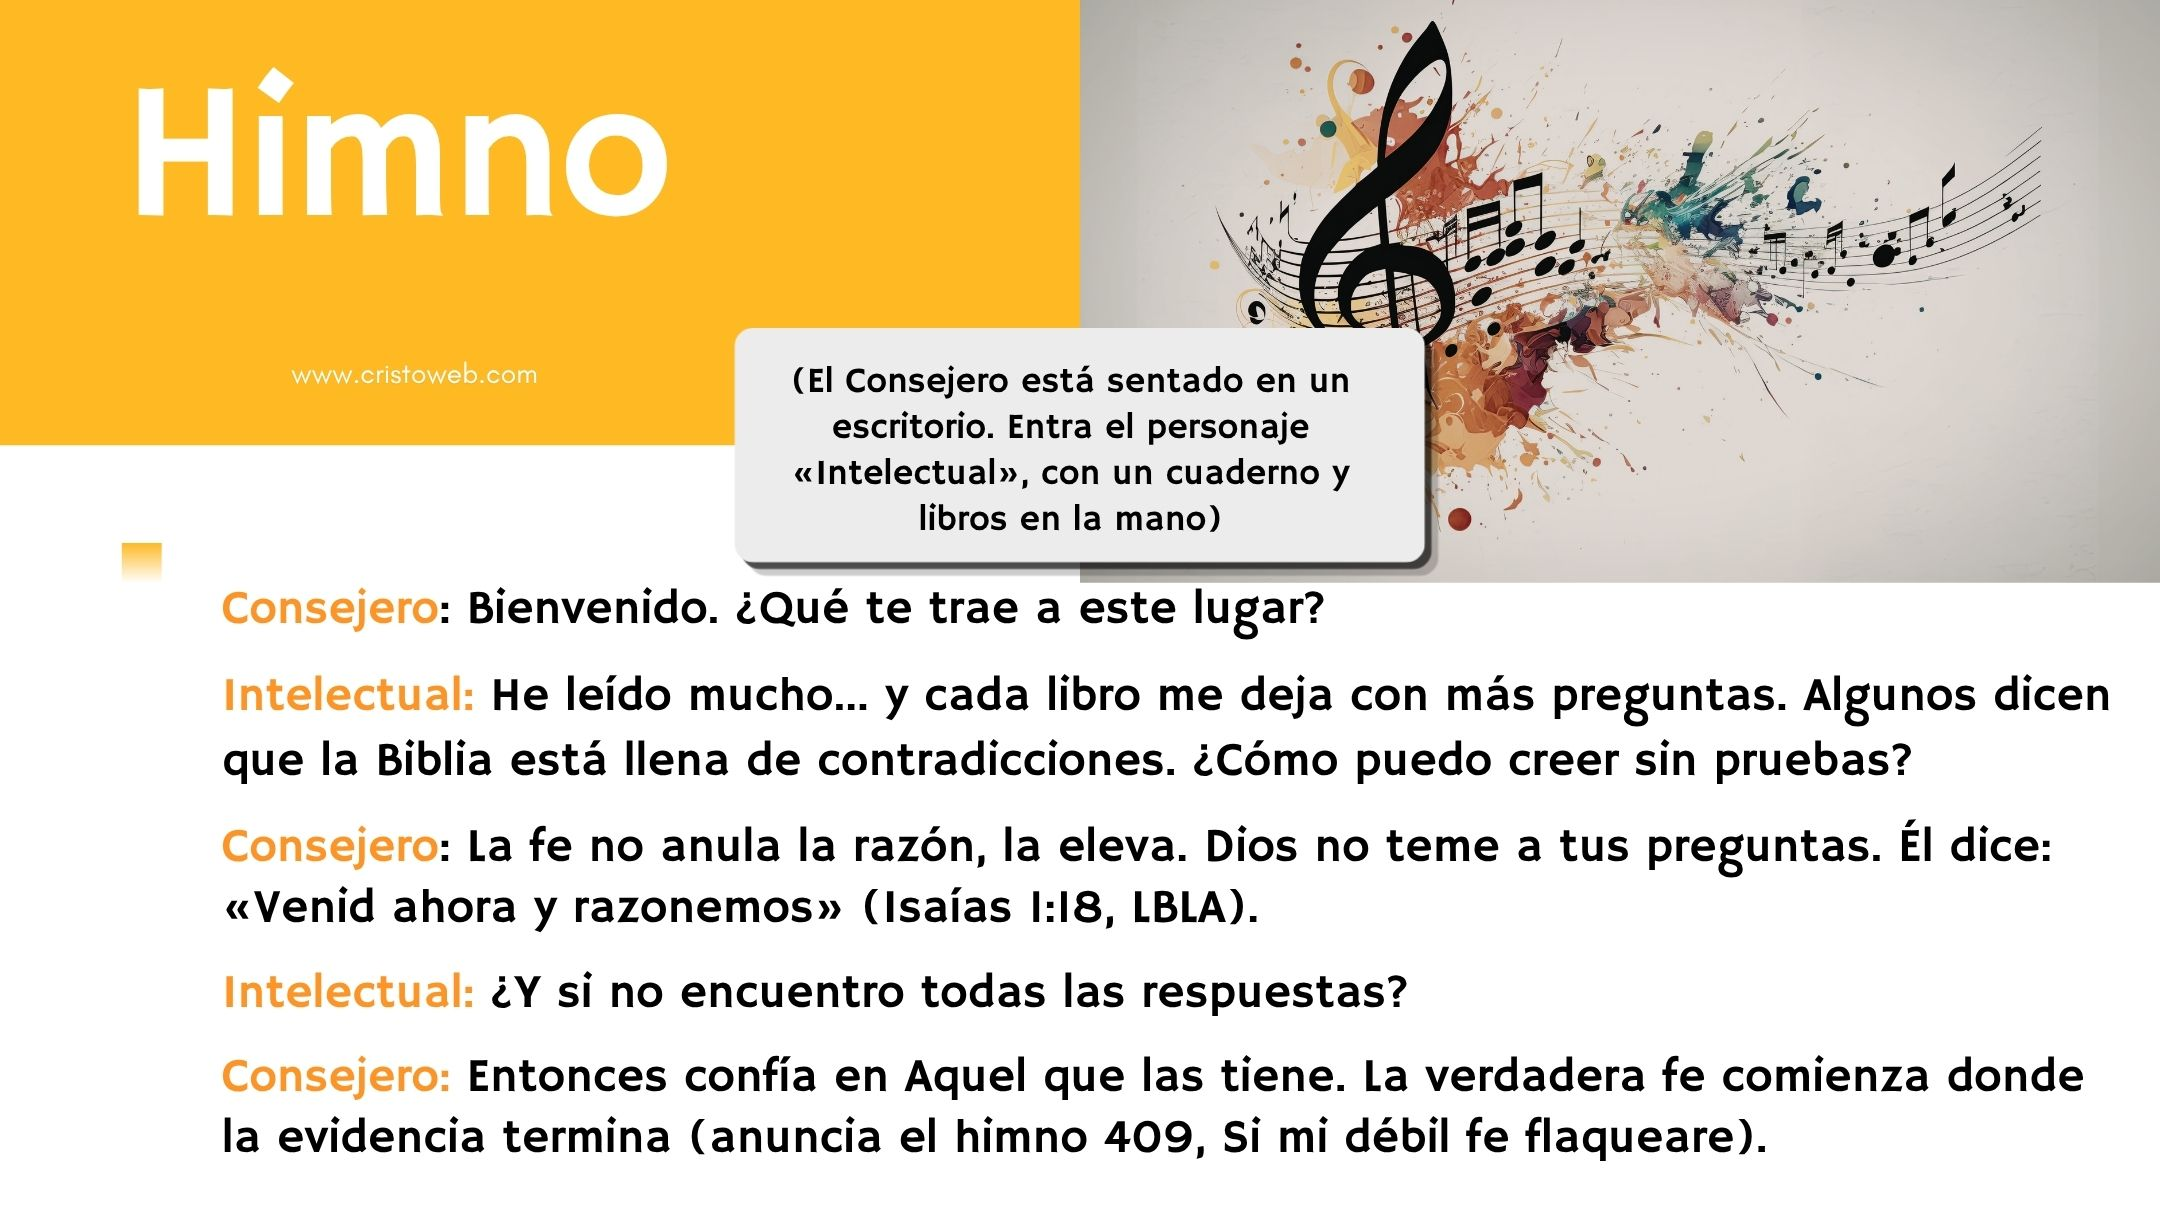 Himno
www.cristoweb.com
(El Consejero está sentado en un
escritorio. Entra el personaje
«Intelectual», con un cuaderno y
libros en la mano)
Consejero: Bienvenido. ¿Qué te trae a este lugar?
Intelectual: He leído mucho... y cada libro me deja con más preguntas. Algunos dicen
que la Biblia está llena de contradicciones. ¿Cómo puedo creer sin pruebas?
Consejero: La fe no anula la razón, la eleva. Dios no teme a tus preguntas. Él dice:
«Venid ahora y razonemos» (Isaías 1:18, LBLA).
Intelectual: ¿Y si no encuentro todas las respuestas?
Consejero: Entonces confía en Aquel que las tiene. La verdadera fe comienza donde
la evidencia termina (anuncia el himno 409, Si mi débil fe flaqueare).